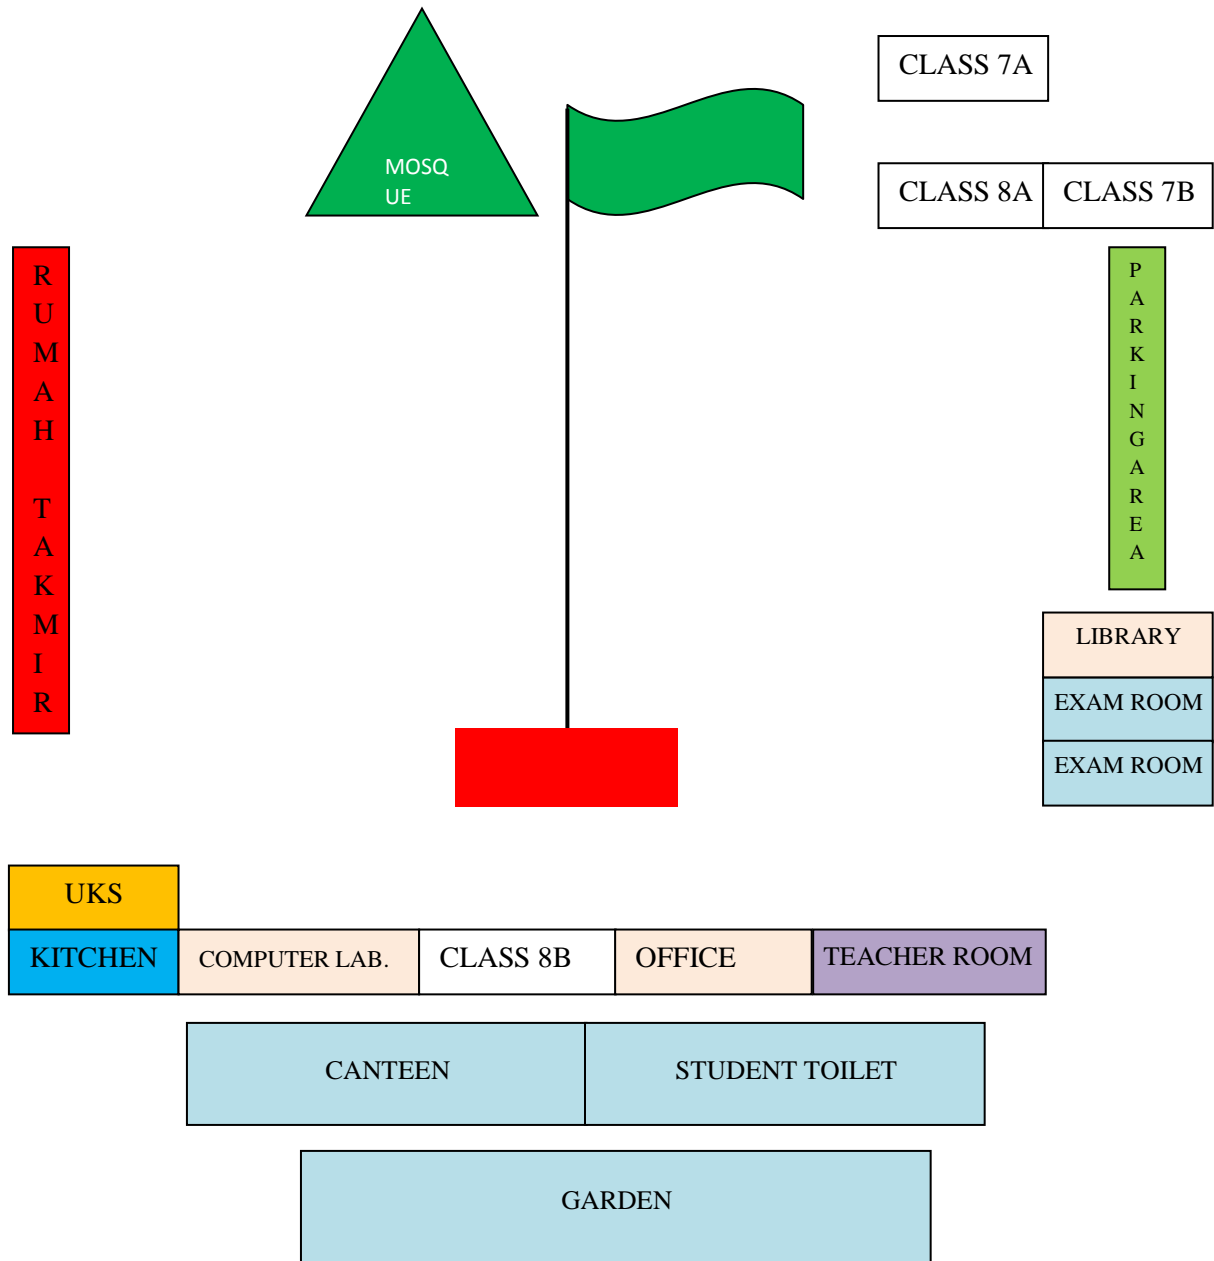 CLASS 7A
MOSQ
UE
CLASS 8A
CLASS 7B
R
U
M
A
H
T
A
K
M
I
R
P
A
R
K
I
N
G
A
R
E
A
LIBRARY
EXAM ROOM
EXAM ROOM
UKS
KITCHEN
COMPUTER LAB.
CLASS 8B
OFFICE
TEACHER ROOM
CANTEEN
STUDENT TOILET
GARDEN